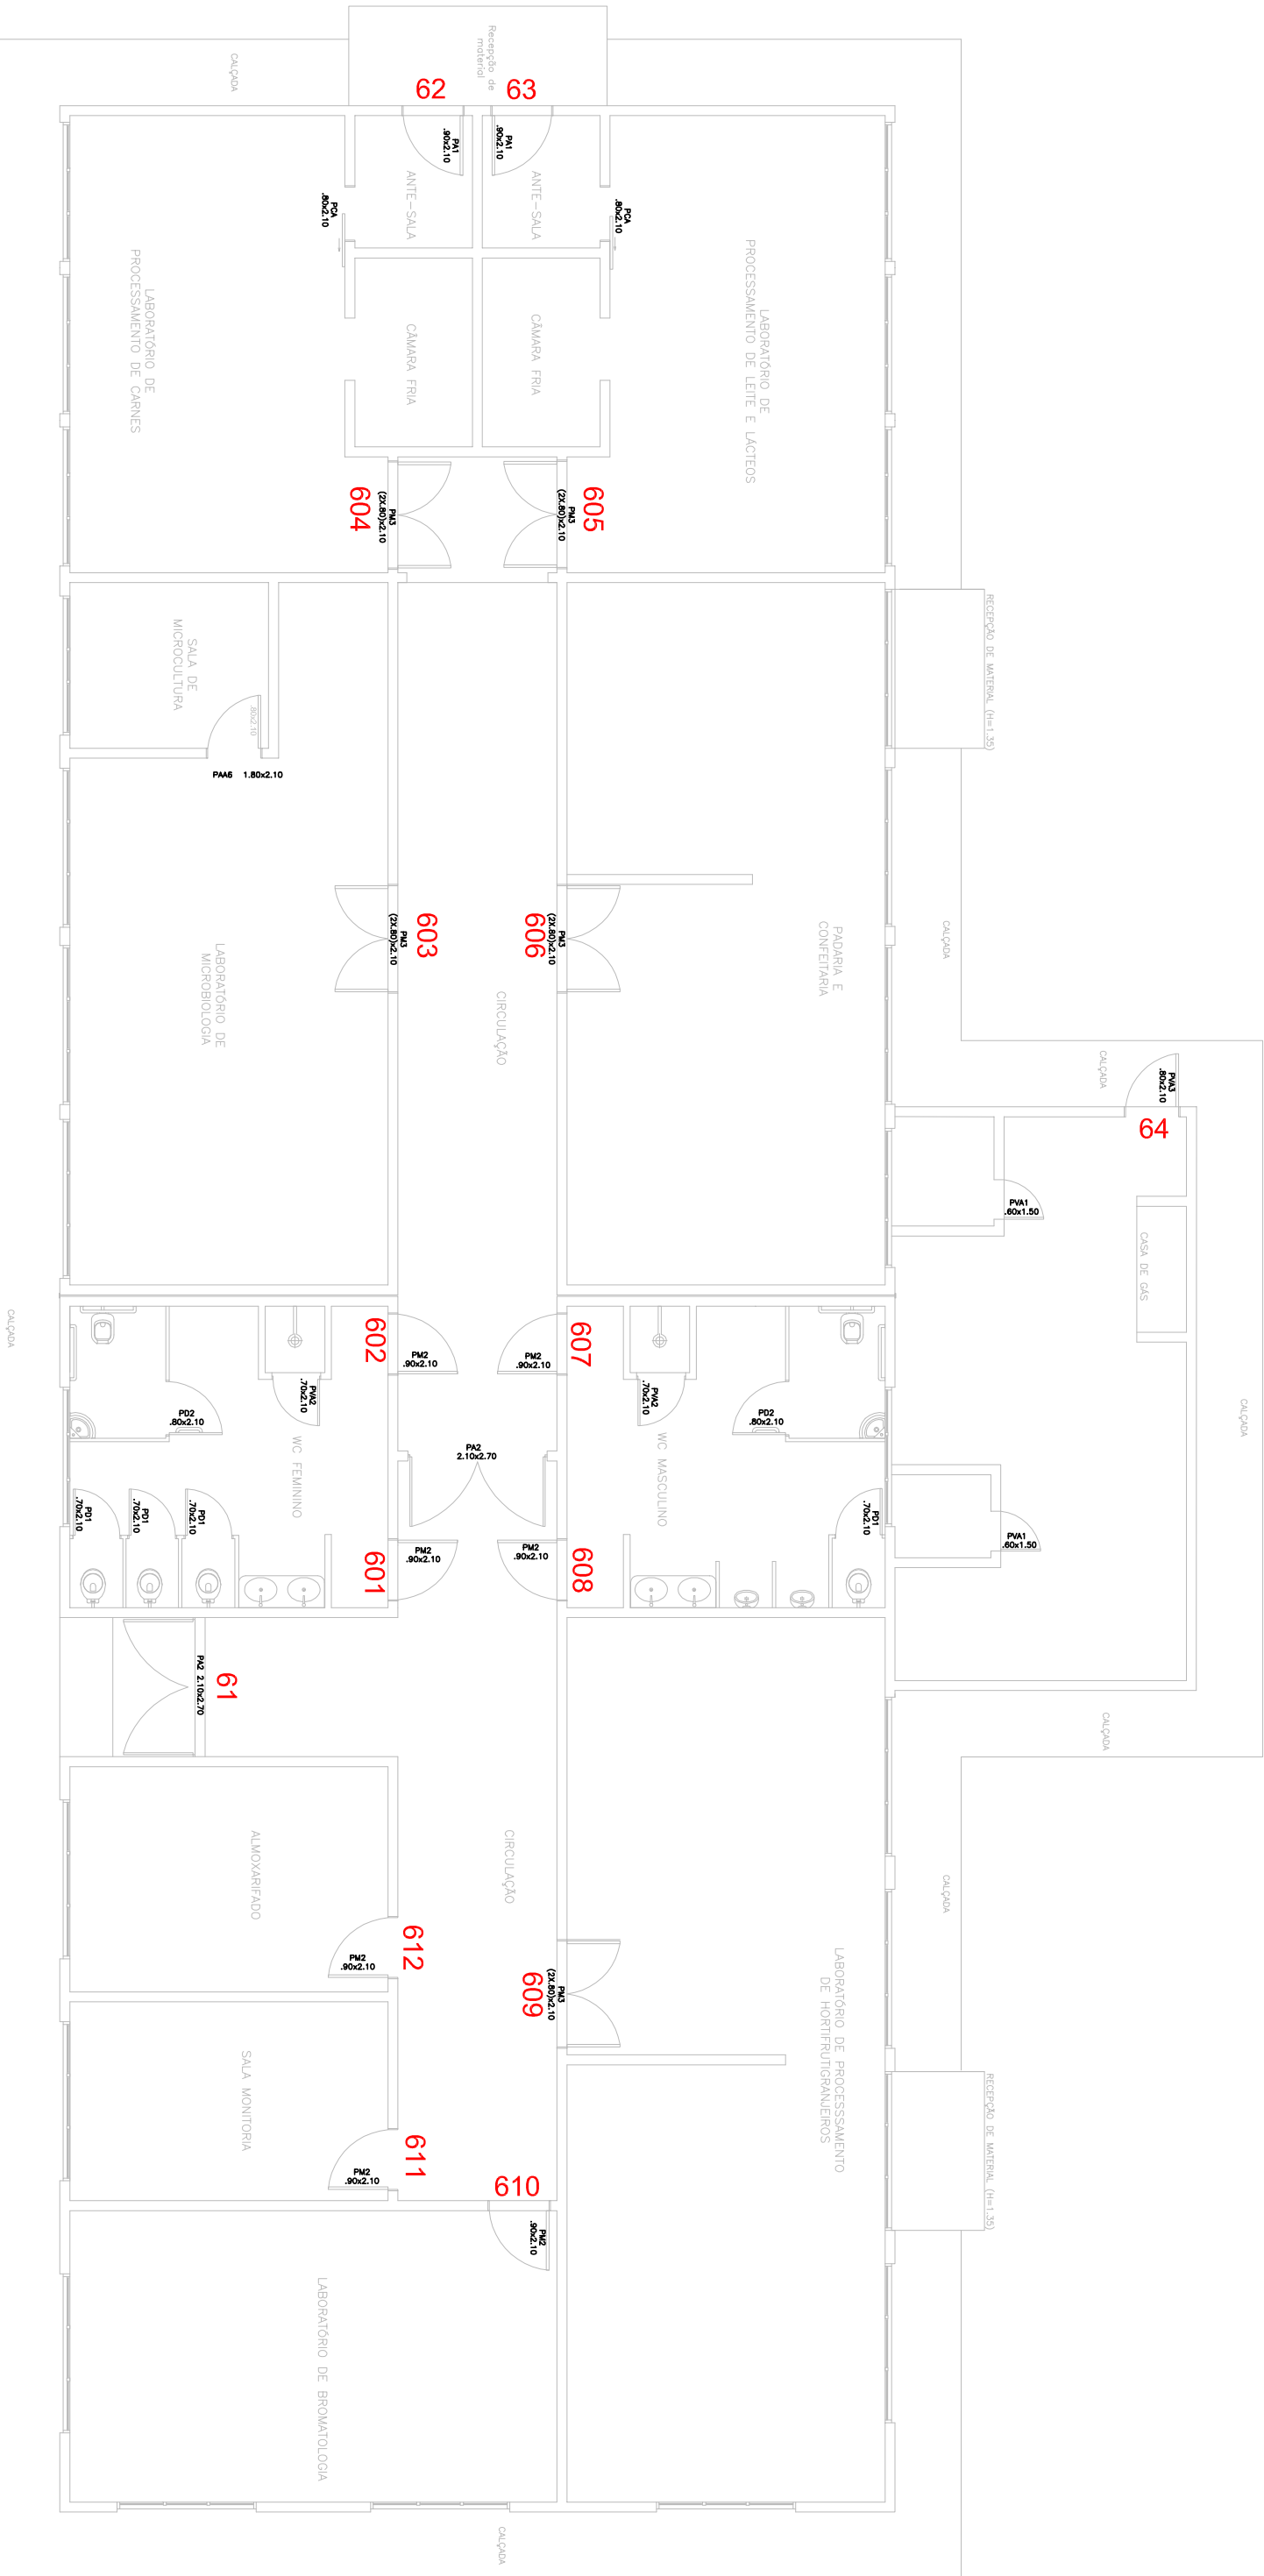 Recepção de
material
CALÇADA
62
63
PA1
.90x2.10
PA1
.90x2.10
ANTE-SALA
ANTE-SALA
PCA
.80x2.10
PCA
.80x2.10
LABORATÓRIO DE
PROCESSAMENTO DE CARNES
CÂMARA FRIA
CÂMARA FRIA
LABORATÓRIO DE
PROCESSAMENTO DE LEITE E LÁCTEOS
604
PM3
(2X.80)x2.10
605
PM3
(2X.80)x2.10
RECEPÇÃO DE MATERIAL (H=1.35)
SALA DE
MICROCULTURA
.80x2.10
PAA6 1.80x2.10
603
PM3
(2X.80)x2.10
606
PM3
(2X.80)x2.10
PADARIA E
CONFEITARIA
CALÇADA
LABORATÓRIO DE
MICROBIOLOGIA
CIRCULAÇÃO
CALÇADA
PVA3
.80x2.10
64
PVA1
.60x1.50
CASA DE GÁS
CALÇADA
602
PM2
.90x2.10
607
PM2
.90x2.10
PVA2
.70x2.10
PVA2
.70x2.10
PD2
.80x2.10
PD2
.80x2.10
CALÇADA
WC FEMININO
PA2
2.10x2.70
WC MASCULINO
PD1
.70x2.10
PD1
.70x2.10
PD1
.70x2.10
PD1
.70x2.10
PVA1
.60x1.50
601
PM2
.90x2.10
608
PM2
.90x2.10
61
PA2 2.10x2.70
CALÇADA
ALMOXARIFADO
CIRCULAÇÃO
CALÇADA
612
PM2
.90x2.10
609
PM3
(2X.80)x2.10
LABORATÓRIO DE PROCESSSAMENTO
DE HORTIFRUTIGRANJEIROS
RECEPÇÃO DE MATERIAL (H=1.35)
SALA MONITORIA
611
PM2
.90x2.10
610
PM2
.90x2.10
LABORATÓRIO DE BROMATOLOGIA
CALÇADA